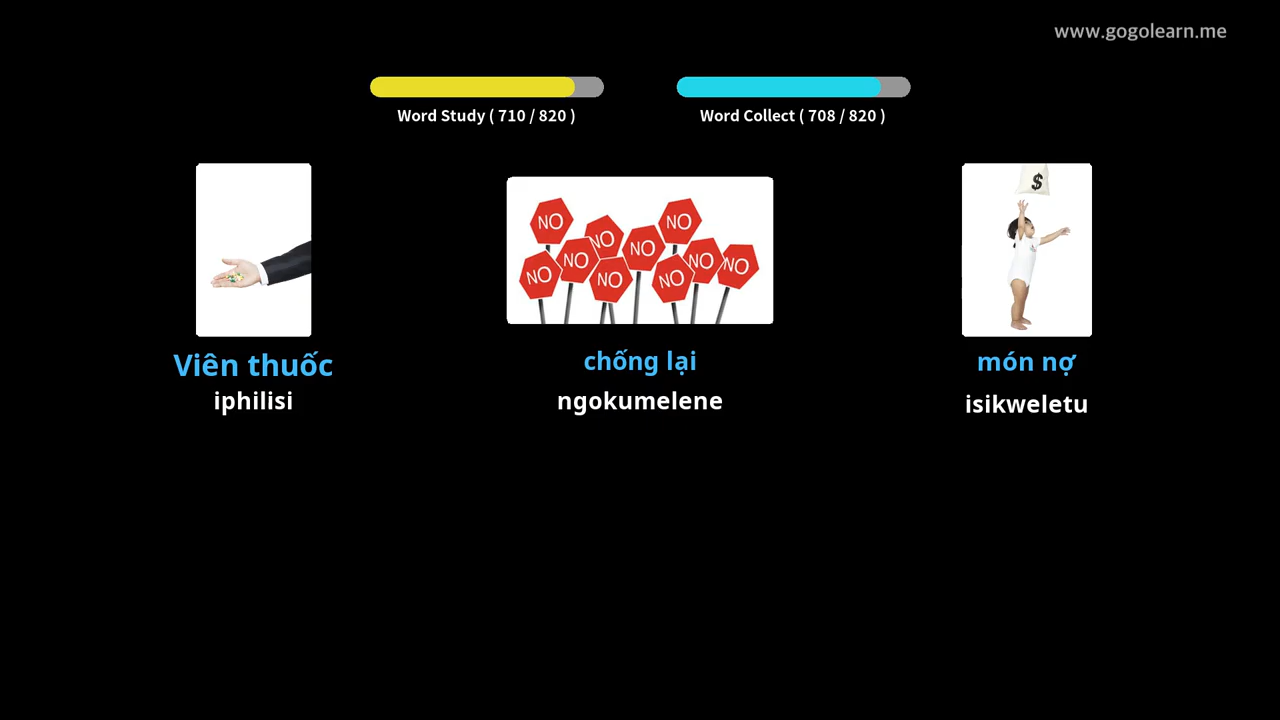 www.gogolearn.me
Word Study ( 710 / 820 )
Word Collect ( 708 / 820 )
NO
NO
NO
NO
NO
NO
NO
NO
NO
NO
$
Viên thuốc
iphilisi
chống lại
ngokumelene
món nợ
isikweletu